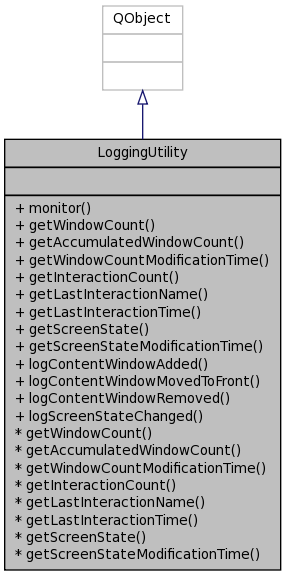 QObject
LoggingUtility
+ monitor()
+ getWindowCount()
+ getAccumulatedWindowCount()
+ getWindowCountModificationTime()
+ getInteractionCount()
+ getLastInteractionName()
+ getLastInteractionTime()
+ getScreenState()
+ getScreenStateModificationTime()
+ logContentWindowAdded()
+ logContentWindowMovedToFront()
+ logContentWindowRemoved()
+ logScreenStateChanged()
* getWindowCount()
* getAccumulatedWindowCount()
* getWindowCountModificationTime()
* getInteractionCount()
* getLastInteractionName()
* getLastInteractionTime()
* getScreenState()
* getScreenStateModificationTime()